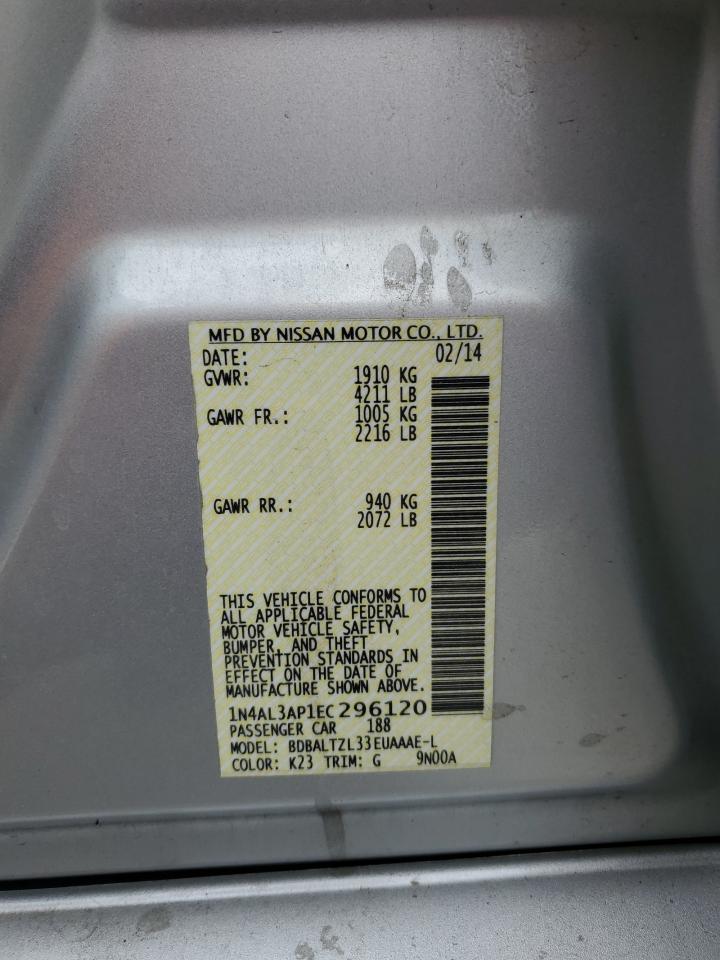 MFD BY NISSAN MOTOR CO., LTD.
DATE: 02/14
GVWR: 1910 KG
4211 LB
GAWR FR.: 1005 KG
2216 LB
GAWR RR.: 940 KG
2072 LB
THIS VEHICLE CONFORMS TO
ALL APPLICABLE FEDERAL
MOTOR VEHICLE SAFETY,
BUMPER, AND THEFT
PREVENTION STANDARDS IN
EFFECT ON THE DATE OF
MANUFACTURE SHOWN ABOVE.
1N4AL3AP1EC296120
PASSENGER CAR 188
MODEL: BDBALTZL33EUAAAE-L
COLOR: K23 TRIM: G 9N00A